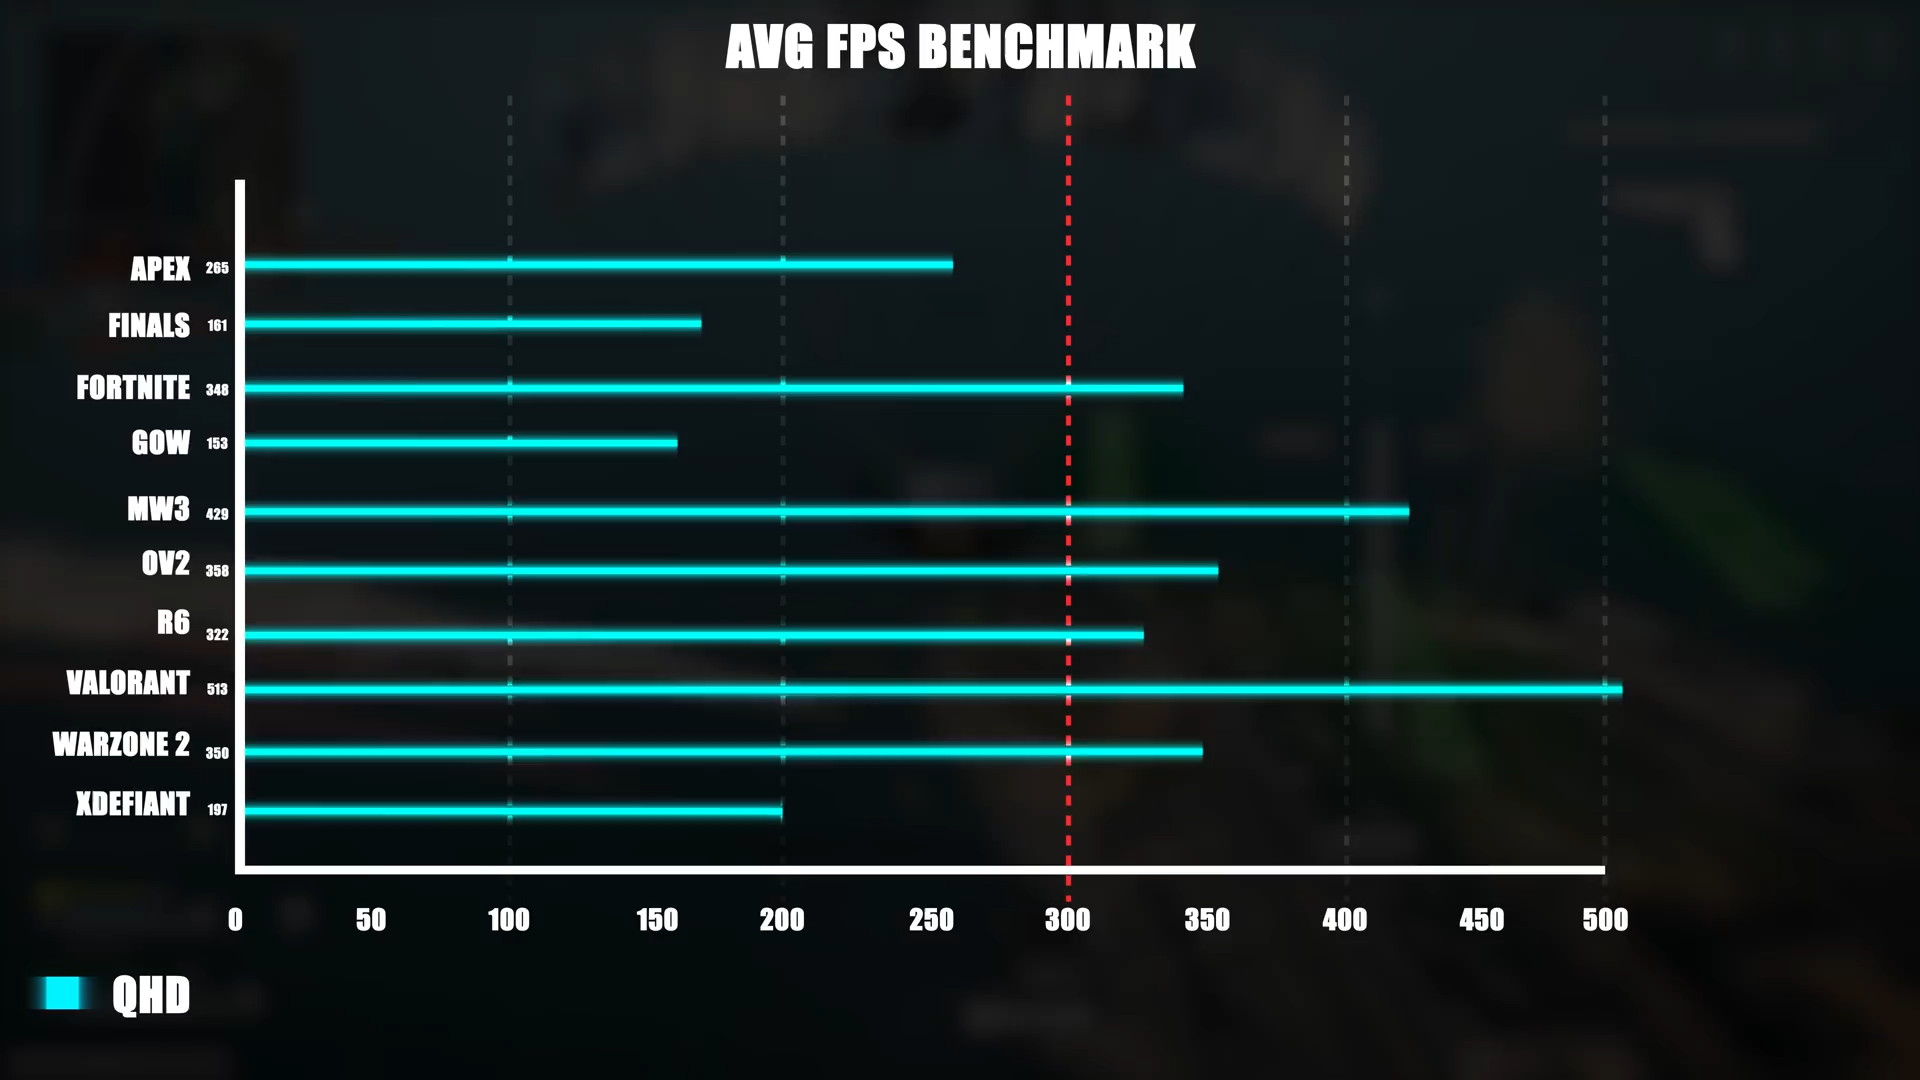 AVG FPS BENCHMARK
APEX 265
FINALS 161
FORTNITE 348
GOW 153
MW3 429
OV2 358
R6 322
VALORANT 513
WARZONE 2 350
XDEFIANT 197
0 50 100 150 200 250 300 350 400 450 500
QHD